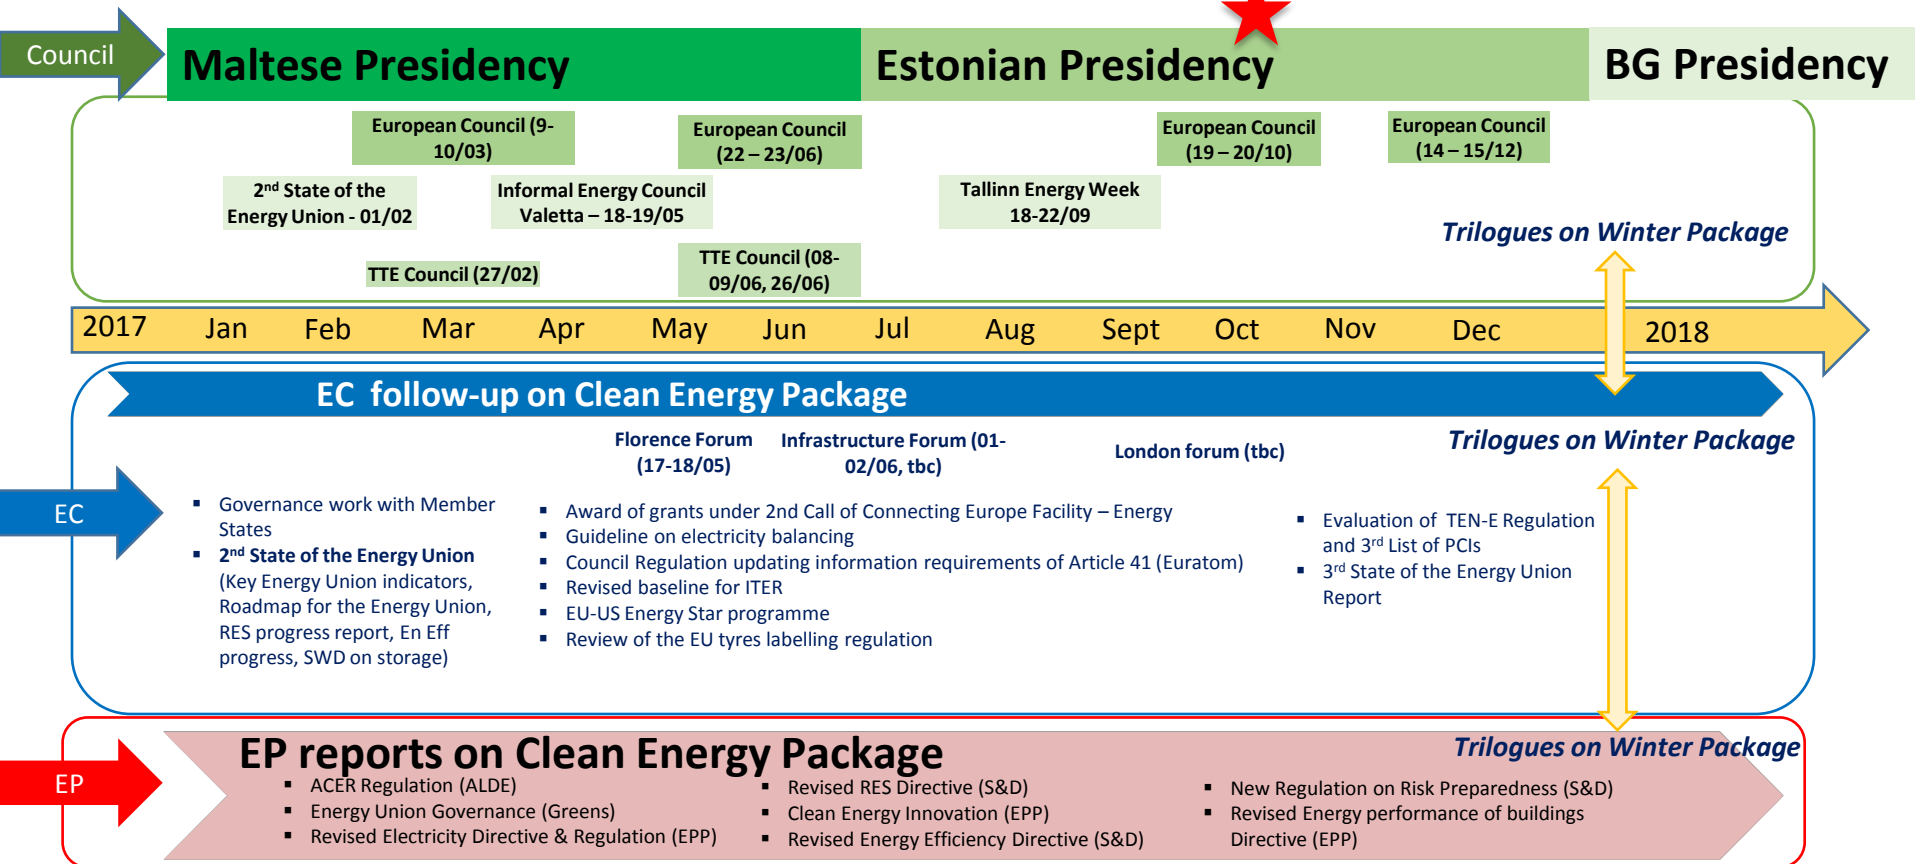 Council
Maltese Presidency
Estonian Presidency
BG Presidency
European Council (9-
10/03)
European Council
(22 – 23/06)
European Council
(19 – 20/10)
European Council
(14 – 15/12)
2nd State of the
Energy Union - 01/02
Informal Energy Council
Valetta – 18-19/05
Tallinn Energy Week
18-22/09
Trilogues on Winter Package
TTE Council (27/02)
TTE Council (08-
09/06, 26/06)
2017 Jan Feb Mar Apr May Jun Jul Aug Sept Oct Nov Dec 2018
EC follow-up on Clean Energy Package
Florence Forum
(17-18/05)
Infrastructure Forum (01-
02/06, tbc)
London forum (tbc)
Trilogues on Winter Package
EC
▪ Governance work with Member
States
▪ 2nd State of the Energy Union
(Key Energy Union indicators,
Roadmap for the Energy Union,
RES progress report, En Eff
progress, SWD on storage)
▪ Award of grants under 2nd Call of Connecting Europe Facility – Energy
▪ Guideline on electricity balancing
▪ Council Regulation updating information requirements of Article 41 (Euratom)
▪ Revised baseline for ITER
▪ EU-US Energy Star programme
▪ Review of the EU tyres labelling regulation
▪ Evaluation of TEN-E Regulation
and 3rd List of PCIs
▪ 3rd State of the Energy Union
Report
EP
EP reports on Clean Energy Package
Trilogues on Winter Package
▪ ACER Regulation (ALDE)
▪ Energy Union Governance (Greens)
▪ Revised Electricity Directive & Regulation (EPP)
▪ Revised RES Directive (S&D)
▪ Clean Energy Innovation (EPP)
▪ Revised Energy Efficiency Directive (S&D)
▪ New Regulation on Risk Preparedness (S&D)
▪ Revised Energy performance of buildings
Directive (EPP)